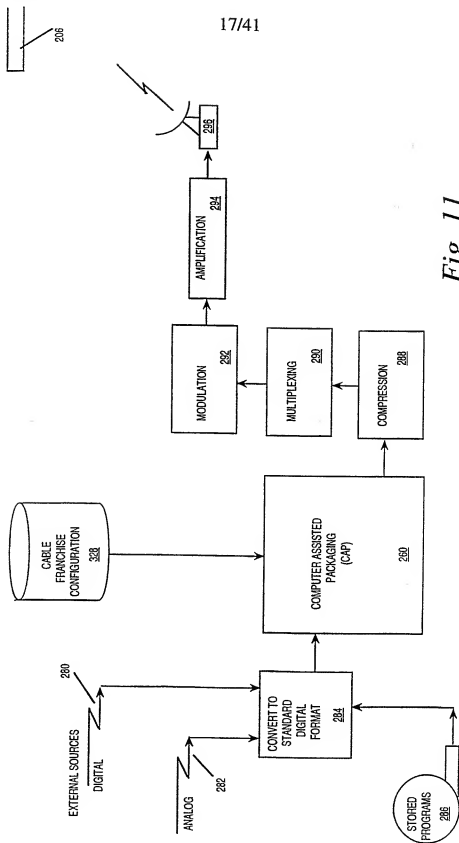 17/41
206
296
AMPLIFICATION
294
MODULATION
292
MULTIPLEXING
290
COMPRESSION
288
CABLE
FRANCHISE
CONFIGURATION
328
COMPUTER ASSISTED
PACKAGING
(CAP)
260
EXTERNAL SOURCES
DIGITAL
280
ANALOG
282
CONVERT TO
STANDARD
DIGITAL
FORMAT
284
STORED
PROGRAMS
286
Fig. 11